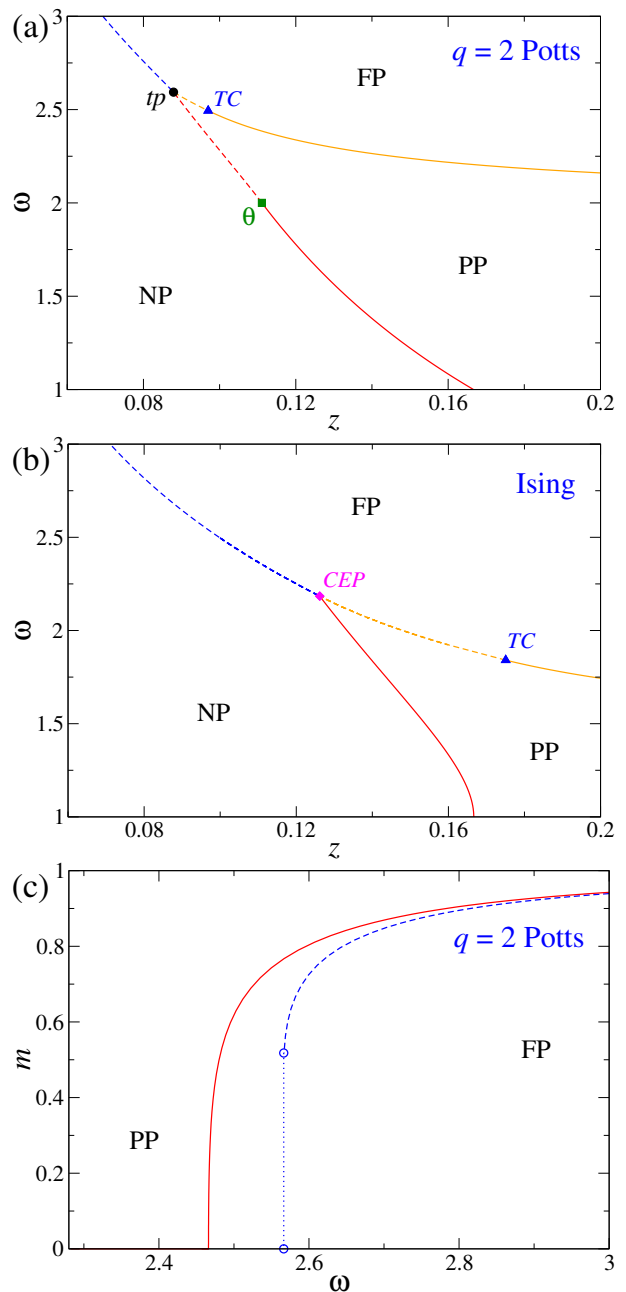 (a)
3
q = 2 Potts
FP
tp
TC
2.5
ω
2
θ
PP
NP
1.5
1
0.08
0.12
0.16
0.2
z
(b)
3
Ising
FP
2.5
CEP
ω
2
TC
NP
1.5
PP
1
0.08
0.12
0.16
0.2
z
(c)
1
0.8
q = 2 Potts
0.6
m
FP
0.4
PP
0.2
0
2.4
2.6
2.8
3
ω